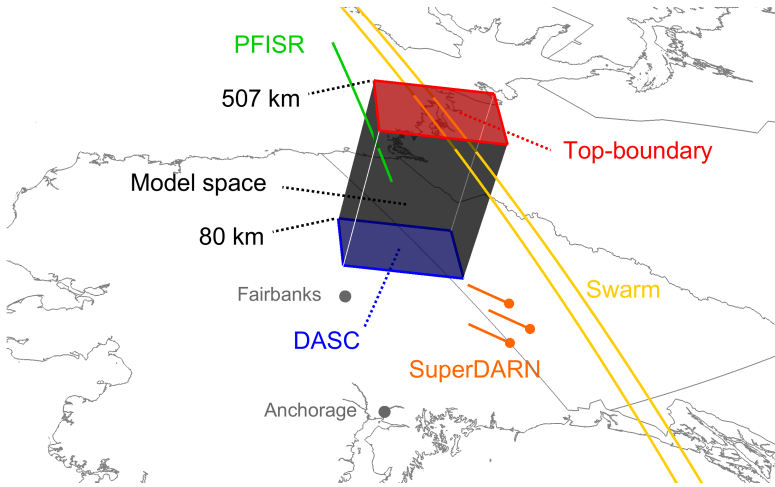 PFISR
507 km
Top-boundary
Model space
80 km
Fairbanks
Swarm
DASC
SuperDARN
Anchorage